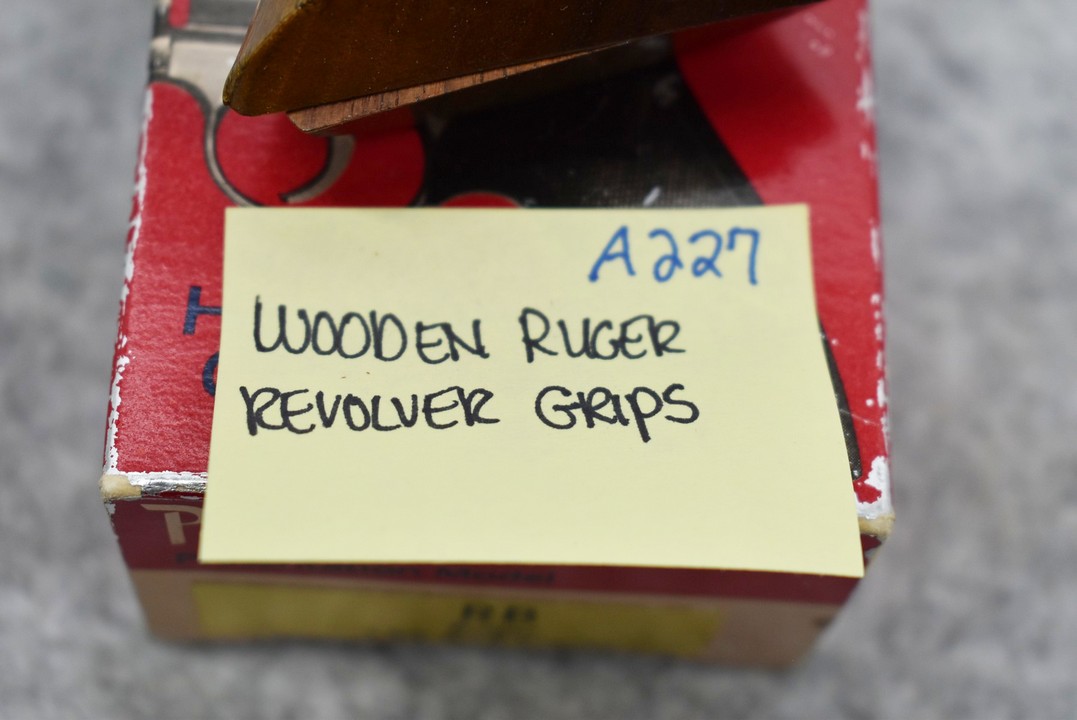 A227
WOODEN RUGER
REVOLVER GRIPS